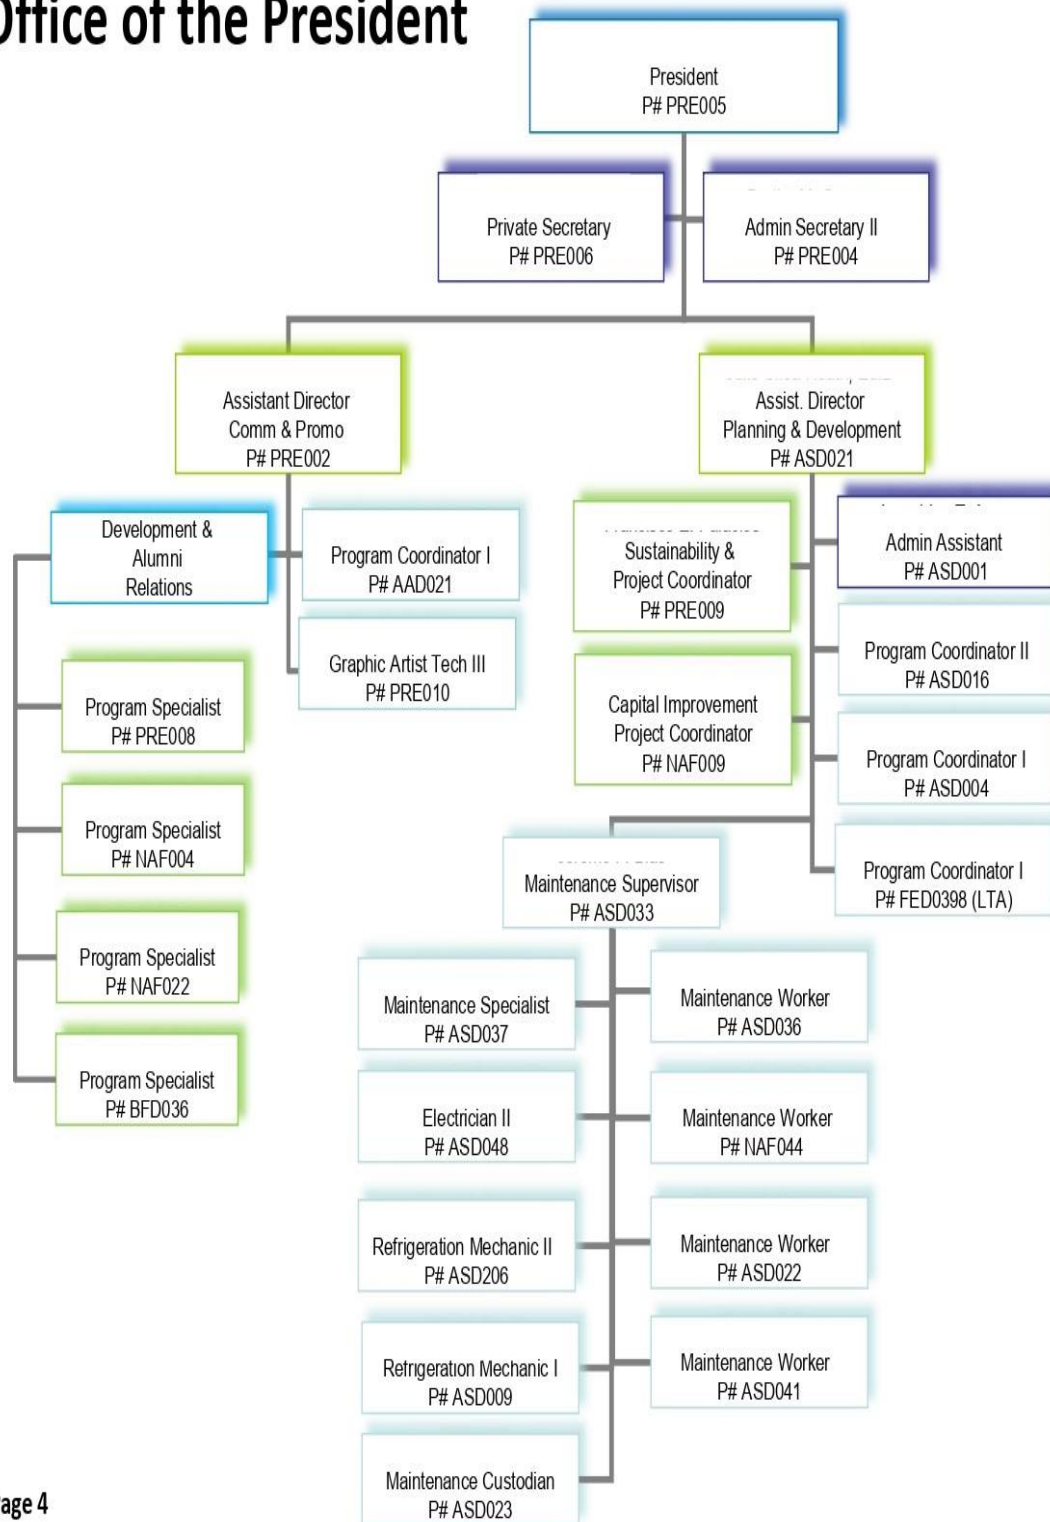 Office of the President
President
P# PRE005
Private Secretary
P# PRE006
Admin Secretary II
P# PRE004
Assistant Director
Comm & Promo
P# PRE002
Assist. Director
Planning & Development
P# ASD021
Development &
Alumni
Relations
Program Coordinator I
P# AAD021
Graphic Artist Tech III
P# PRE010
Program Specialist
P# PRE008
Program Specialist
P# NAF004
Program Specialist
P# NAF022
Program Specialist
P# BFD036
Sustainability &
Project Coordinator
P# PRE009
Capital Improvement
Project Coordinator
P# NAF009
Admin Assistant
P# ASD001
Program Coordinator II
P# ASD016
Program Coordinator I
P# ASD004
Program Coordinator I
P# FED0398 (LTA)
Maintenance Supervisor
P# ASD033
Maintenance Specialist
P# ASD037
Electrician II
P# ASD048
Refrigeration Mechanic II
P# ASD206
Refrigeration Mechanic I
P# ASD009
Maintenance Custodian
P# ASD023
Maintenance Worker
P# ASD036
Maintenance Worker
P# NAF044
Maintenance Worker
P# ASD022
Maintenance Worker
P# ASD041
Page 4